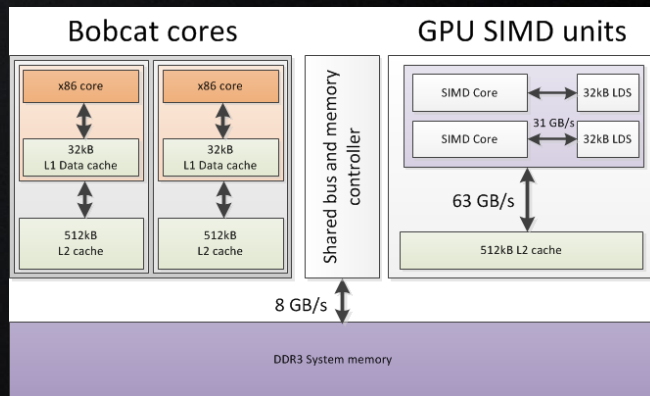 Bobcat cores
GPU SIMD units
x86 core
x86 core
32kB
L1 Data cache
32kB
L1 Data cache
512kB
L2 cache
512kB
L2 cache
Shared bus and memory
controller
SIMD Core
32kB LDS
31 GB/s
SIMD Core
32kB LDS
63 GB/s
512kB L2 cache
8 GB/s
DDR3 System memory